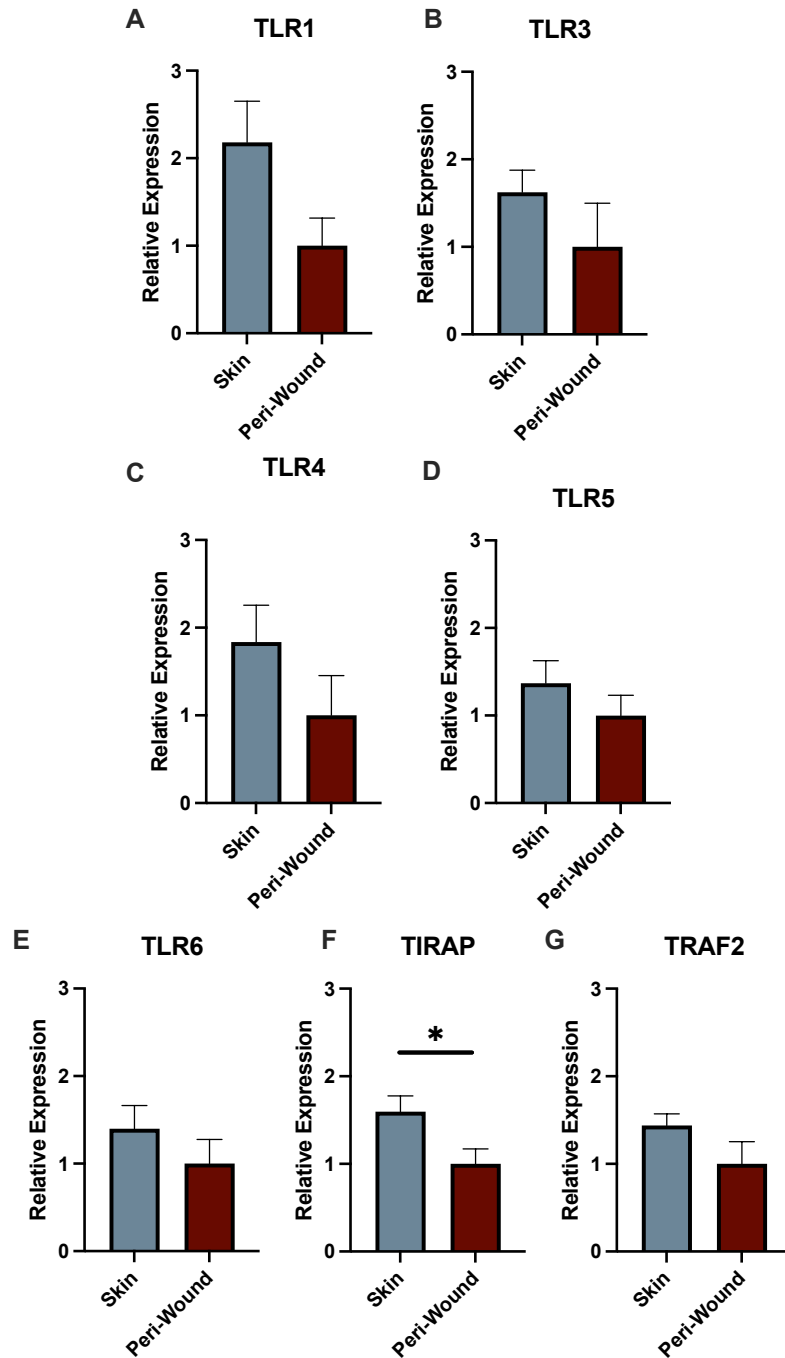 A
TLR1
Relative Expression
3
2
1
0
Skin
Peri-Wound
B
TLR3
Relative Expression
3
2
1
0
Skin
Peri-Wound
C
TLR4
Relative Expression
3
2
1
0
Skin
Peri-Wound
D
TLR5
Relative Expression
3
2
1
0
Skin
Peri-Wound
E
TLR6
Relative Expression
3
2
1
0
Skin
Peri-Wound
F
TIRAP
Relative Expression
3
2
1
0
*
Skin
Peri-Wound
G
TRAF2
Relative Expression
3
2
1
0
Skin
Peri-Wound